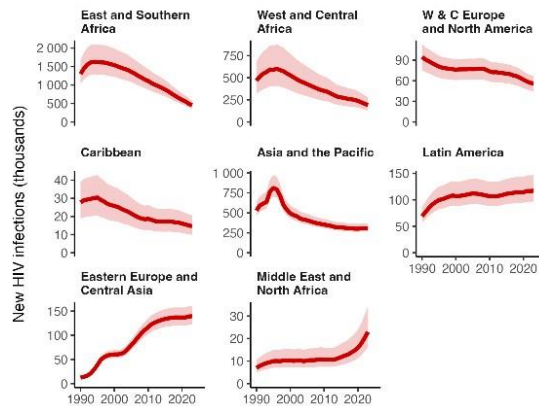 East and Southern
Africa
2 000
1 500
1 000
500
0
West and Central
Africa
750
500
250
0
W & C Europe
and North America
90
60
30
0
Caribbean
40
30
20
10
0
Asia and the Pacific
1 000
750
500
250
0
Latin America
150
100
50
0
1990 2000 2010 2020
Eastern Europe and
Central Asia
150
100
50
0
1990 2000 2010 2020
Middle East and
North Africa
30
20
10
0
1990 2000 2010 2020
New HIV infections (thousands)